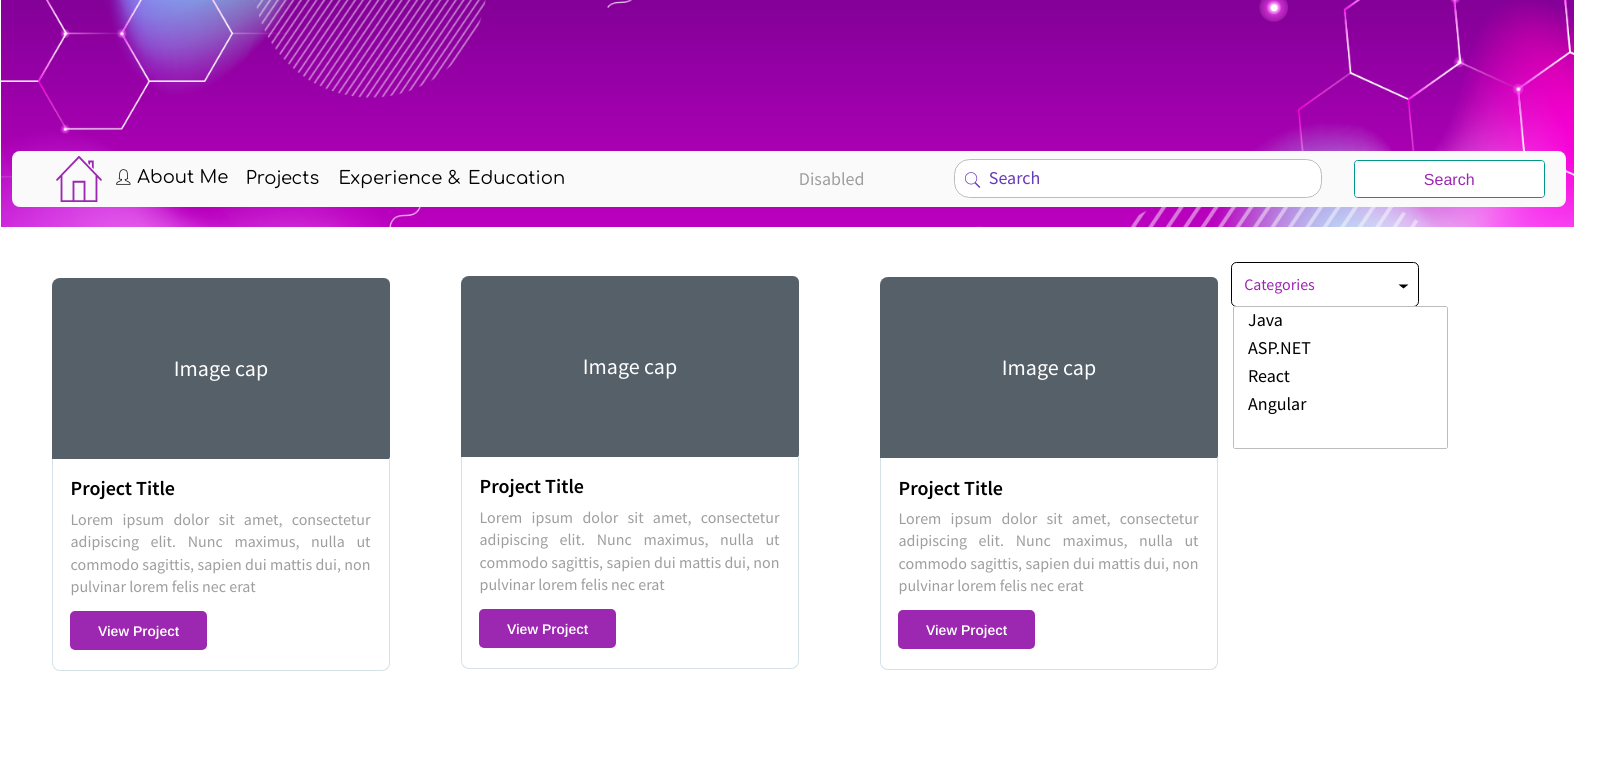 About Me Projects Experience & Education Disabled Search Search
Categories
Java
ASP.NET
React
Angular
Image cap
Project Title
Lorem ipsum dolor sit amet, consectetur
adipiscing elit. Nunc maximus, nulla ut
commodo sagittis, sapien dui mattis dui, non
pulvinar lorem felis nec erat
View Project
Image cap
Project Title
Lorem ipsum dolor sit amet, consectetur
adipiscing elit. Nunc maximus, nulla ut
commodo sagittis, sapien dui mattis dui, non
pulvinar lorem felis nec erat
View Project
Image cap
Project Title
Lorem ipsum dolor sit amet, consectetur
adipiscing elit. Nunc maximus, nulla ut
commodo sagittis, sapien dui mattis dui, non
pulvinar lorem felis nec erat
View Project